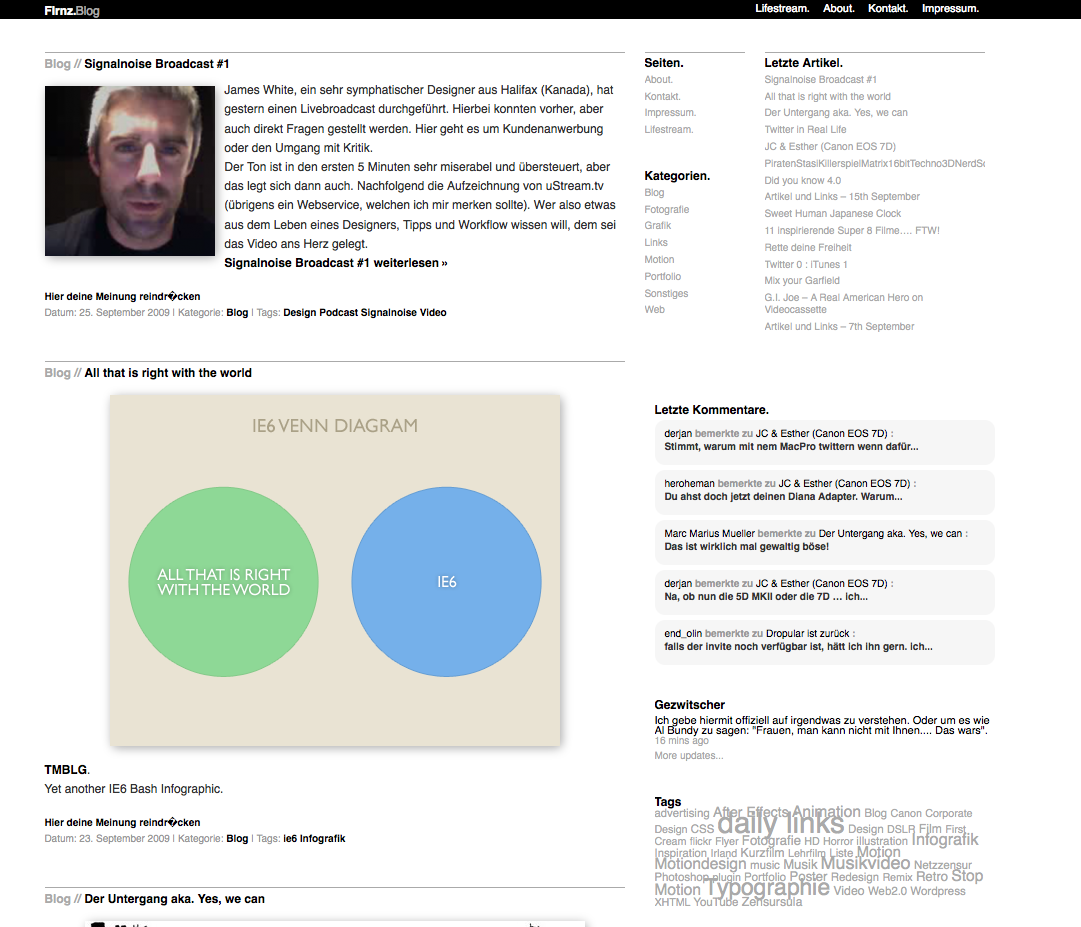 FIrnz.Blog
Lifestream. About. Kontakt. Impressum.
Blog // Signalnoise Broadcast #1
James White, ein sehr symphatischer Designer aus Halifax (Kanada), hat
gestern einen Livebroadcast durchgeführt. Hierbei konnten vorher, aber
auch direkt Fragen gestellt werden. Hier geht es um Kundenanwerbung
oder den Umgang mit Kritik.
Der Ton ist in den ersten 5 Minuten sehr miserabel und übersteuert, aber
das legt sich dann auch. Nachfolgend die Aufzeichnung von uStream.tv
(übrigens ein Webservice, welchen ich mir merken sollte). Wer also etwas
aus dem Leben eines Designers, Tipps und Workflow wissen will, dem sei
das Video ans Herz gelegt.
Signalnoise Broadcast #1 weiterlesen »
Hier deine Meinung reindr�cken
Datum: 25. September 2009 | Kategorie: Blog | Tags: Design Podcast Signalnoise Video
Blog // All that is right with the world
IE6 VENN DIAGRAM
ALL THAT IS RIGHT
WITH THE WORLD
IE6
TMBLG.
Yet another IE6 Bash Infographic.
Hier deine Meinung reindr�cken
Datum: 23. September 2009 | Kategorie: Blog | Tags: ie6 Infografik
Blog // Der Untergang aka. Yes, we can
Seiten.
About.
Kontakt.
Impressum.
Lifestream.
Kategorien.
Blog
Fotografie
Grafik
Links
Motion
Portfolio
Sonstiges
Web
Letzte Artikel.
Signalnoise Broadcast #1
All that is right with the world
Der Untergang aka. Yes, we can
Twitter in Real Life
JC & Esther (Canon EOS 7D)
PiratenStasiKillerspielMatrix16bitTechno3DNerdSc
Did you know 4.0
Artikel und Links – 15th September
Sweet Human Japanese Clock
11 inspirierende Super 8 Filme…. FTW!
Rette deine Freiheit
Twitter 0 : iTunes 1
Mix your Garfield
G.I. Joe – A Real American Hero on
Videocassette
Artikel und Links – 7th September
Letzte Kommentare.
derjan bemerkte zu JC & Esther (Canon EOS 7D) :
Stimmt, warum mit nem MacPro twittern wenn dafür...
heroheman bemerkte zu JC & Esther (Canon EOS 7D) :
Du ahst doch jetzt deinen Diana Adapter. Warum...
Marc Marius Mueller bemerkte zu Der Untergang aka. Yes, we can :
Das ist wirklich mal gewaltig böse!
derjan bemerkte zu JC & Esther (Canon EOS 7D) :
Na, ob nun die 5D MKII oder die 7D … ich...
end_olin bemerkte zu Dropular ist zurück :
falls der invite noch verfügbar ist, hätt ich ihn gern. ich...
Gezwitscher
Ich gebe hiermit offiziell auf irgendwas zu verstehen. Oder um es wie
Al Bundy zu sagen: "Frauen, man kann nicht mit Ihnen.... Das wars".
16 mins ago
More updates...
Tags
advertising After Effects Animation Blog Canon Corporate
Design CSS daily links Design DSLR Film First
Cream flickr Flyer Fotografie HD Horror illustration Infografik
Inspiration Irland Kurzfilm Lehrfilm Liste Motion
Motiondesign music Musik Musikvideo Netzzensur
Photoshop plugin Portfolio Poster Redesign Remix Retro Stop
Motion Typographie Video Web2.0 Wordpress
XHTML YouTube Zensursula